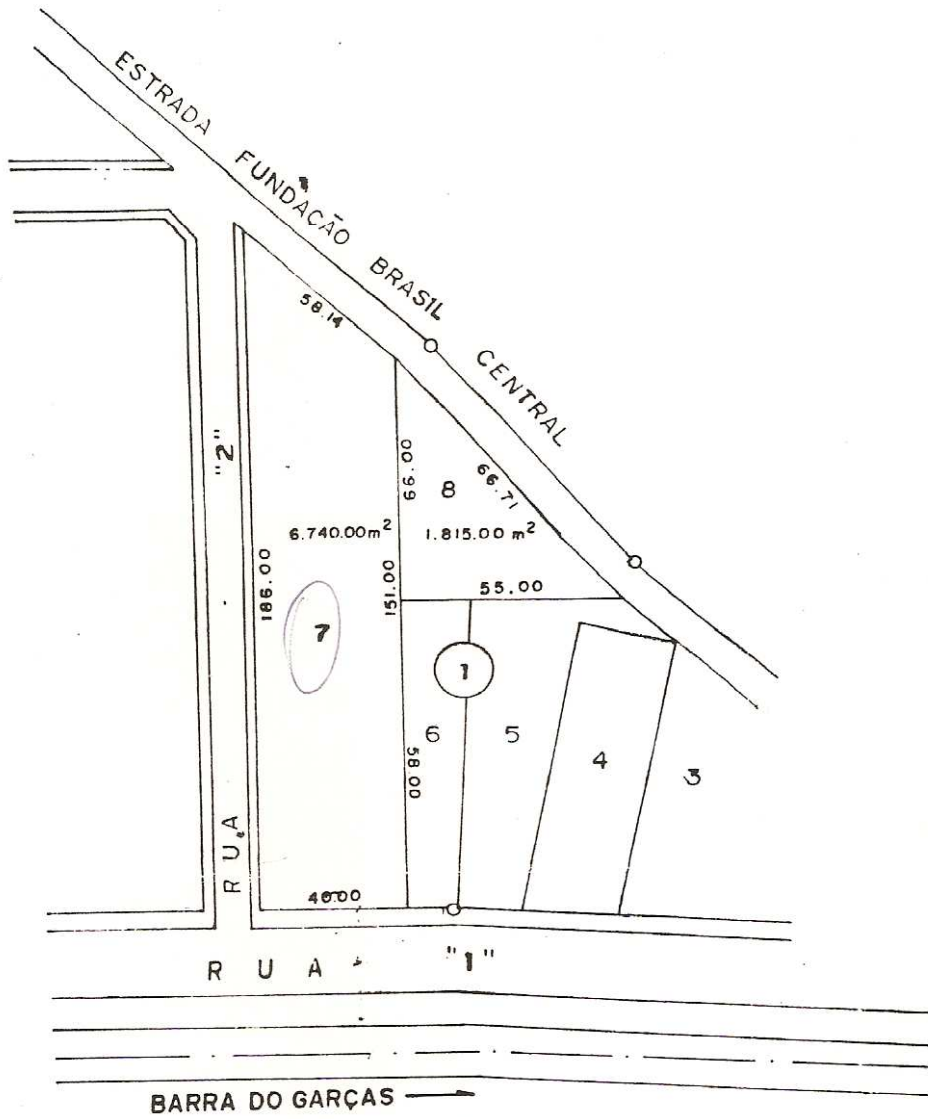 ESTRADA FUNDAÇÃO BRASIL CENTRAL
58.14
"2"
66.00
8
66.71
6.740.00m²
1.815.00 m²
186.00
151.00
55.00
7
1
6
5
4
3
58.00
RUA
40.00
RUA "1"
BARRA DO GARÇAS